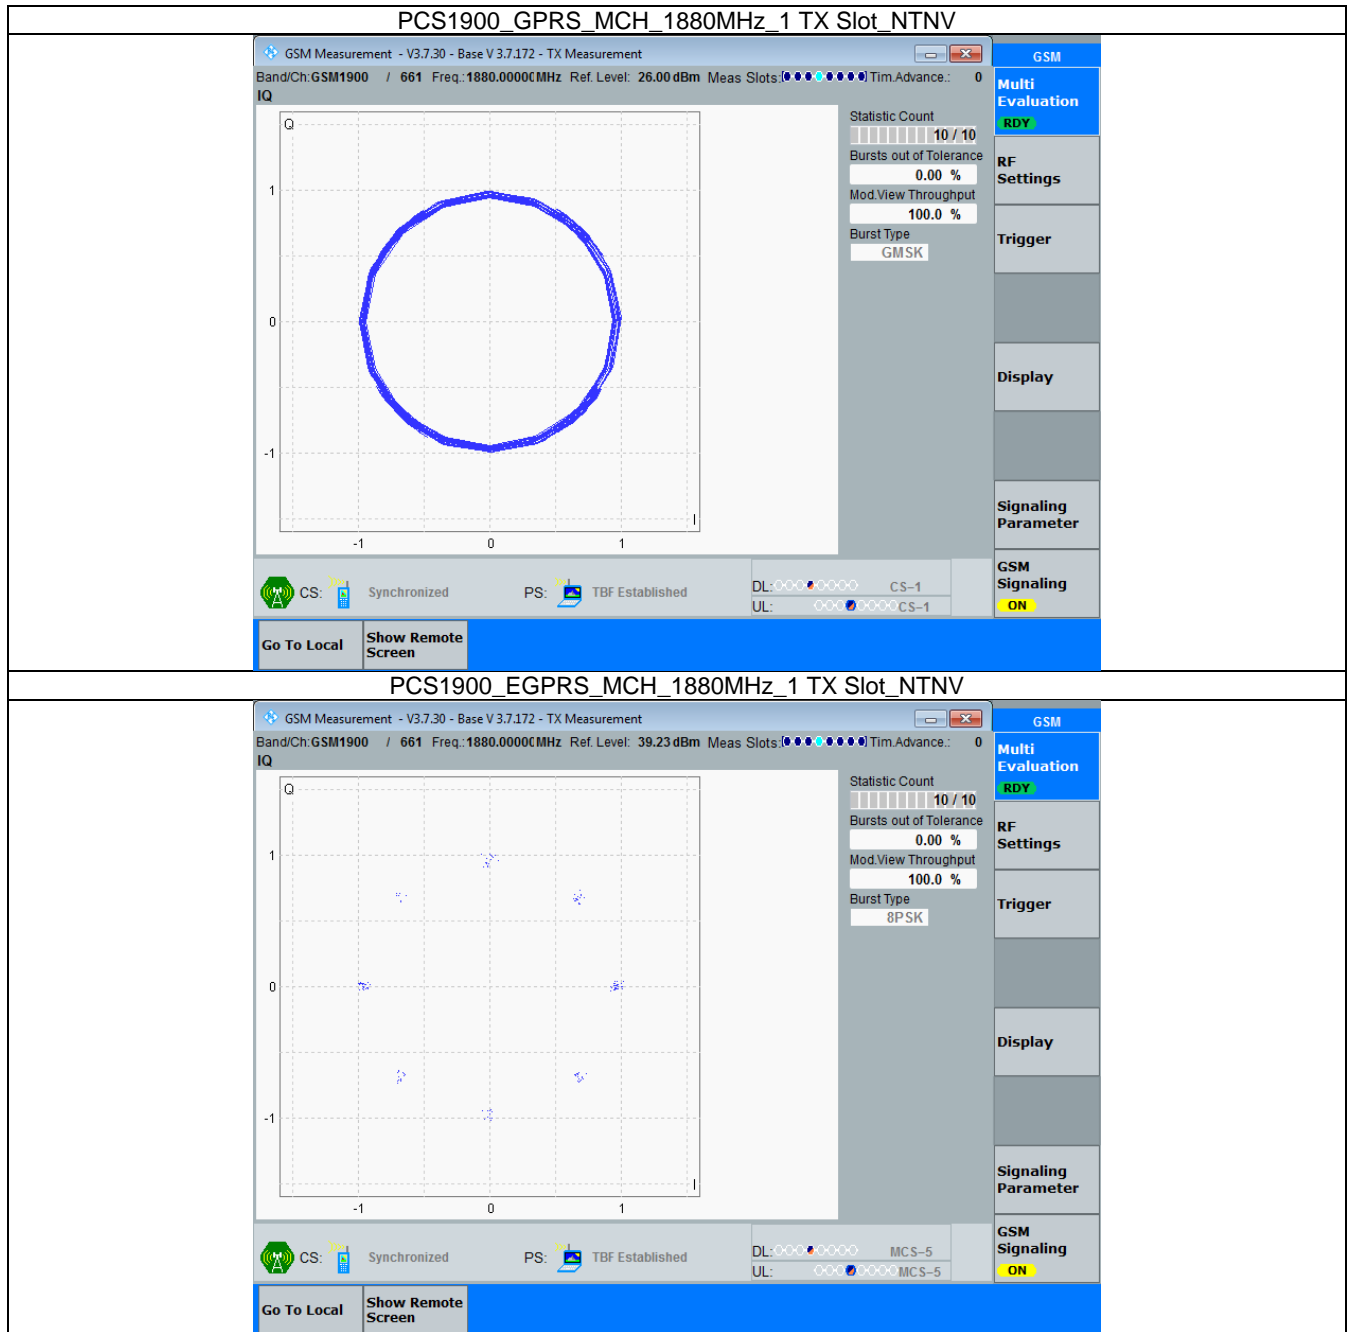 PCS1900_GPRS_MCH_1880MHz_1 TX Slot_NTNV
GSM Measurement - V3.7.30 - Base V 3.7.172 - TX Measurement
GSM
Band/Ch: GSM1900 / 661 Freq.: 1880.00000 MHz Ref. Level: 26.00 dBm Meas Slots: Tim.Advance.: 0
IQ
Multi
Evaluation
RDY
Q
Statistic Count
10 / 10
Bursts out of Tolerance
0.00 %
Mod.View Throughput
100.0 %
Burst Type
GMSK
RF
Settings
Trigger
Display
Signaling
Parameter
GSM
Signaling
ON
1
0
-1
I
-1 0 1
CS: Synchronized PS: TBF Established
DL: CS-1
UL: CS-1
Go To Local
Show Remote
Screen
PCS1900_EGPRS_MCH_1880MHz_1 TX Slot_NTNV
GSM Measurement - V3.7.30 - Base V 3.7.172 - TX Measurement
GSM
Band/Ch: GSM1900 / 661 Freq.: 1880.00000 MHz Ref. Level: 39.23 dBm Meas Slots: Tim.Advance.: 0
IQ
Multi
Evaluation
RDY
Q
Statistic Count
10 / 10
Bursts out of Tolerance
0.00 %
Mod.View Throughput
100.0 %
Burst Type
8PSK
RF
Settings
Trigger
Display
Signaling
Parameter
GSM
Signaling
ON
1
0
-1
I
-1 0 1
CS: Synchronized PS: TBF Established
DL: MCS-5
UL: MCS-5
Go To Local
Show Remote
Screen